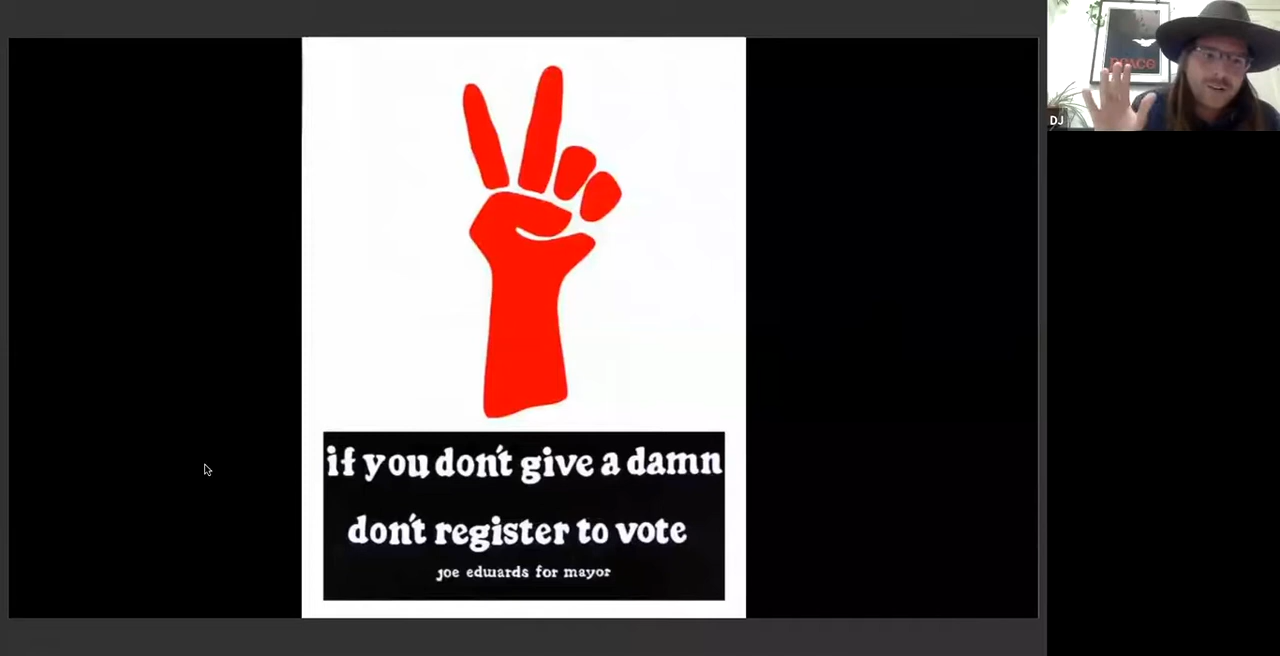 if you don't give a damn
don't register to vote
joe edwards for mayor
DJ